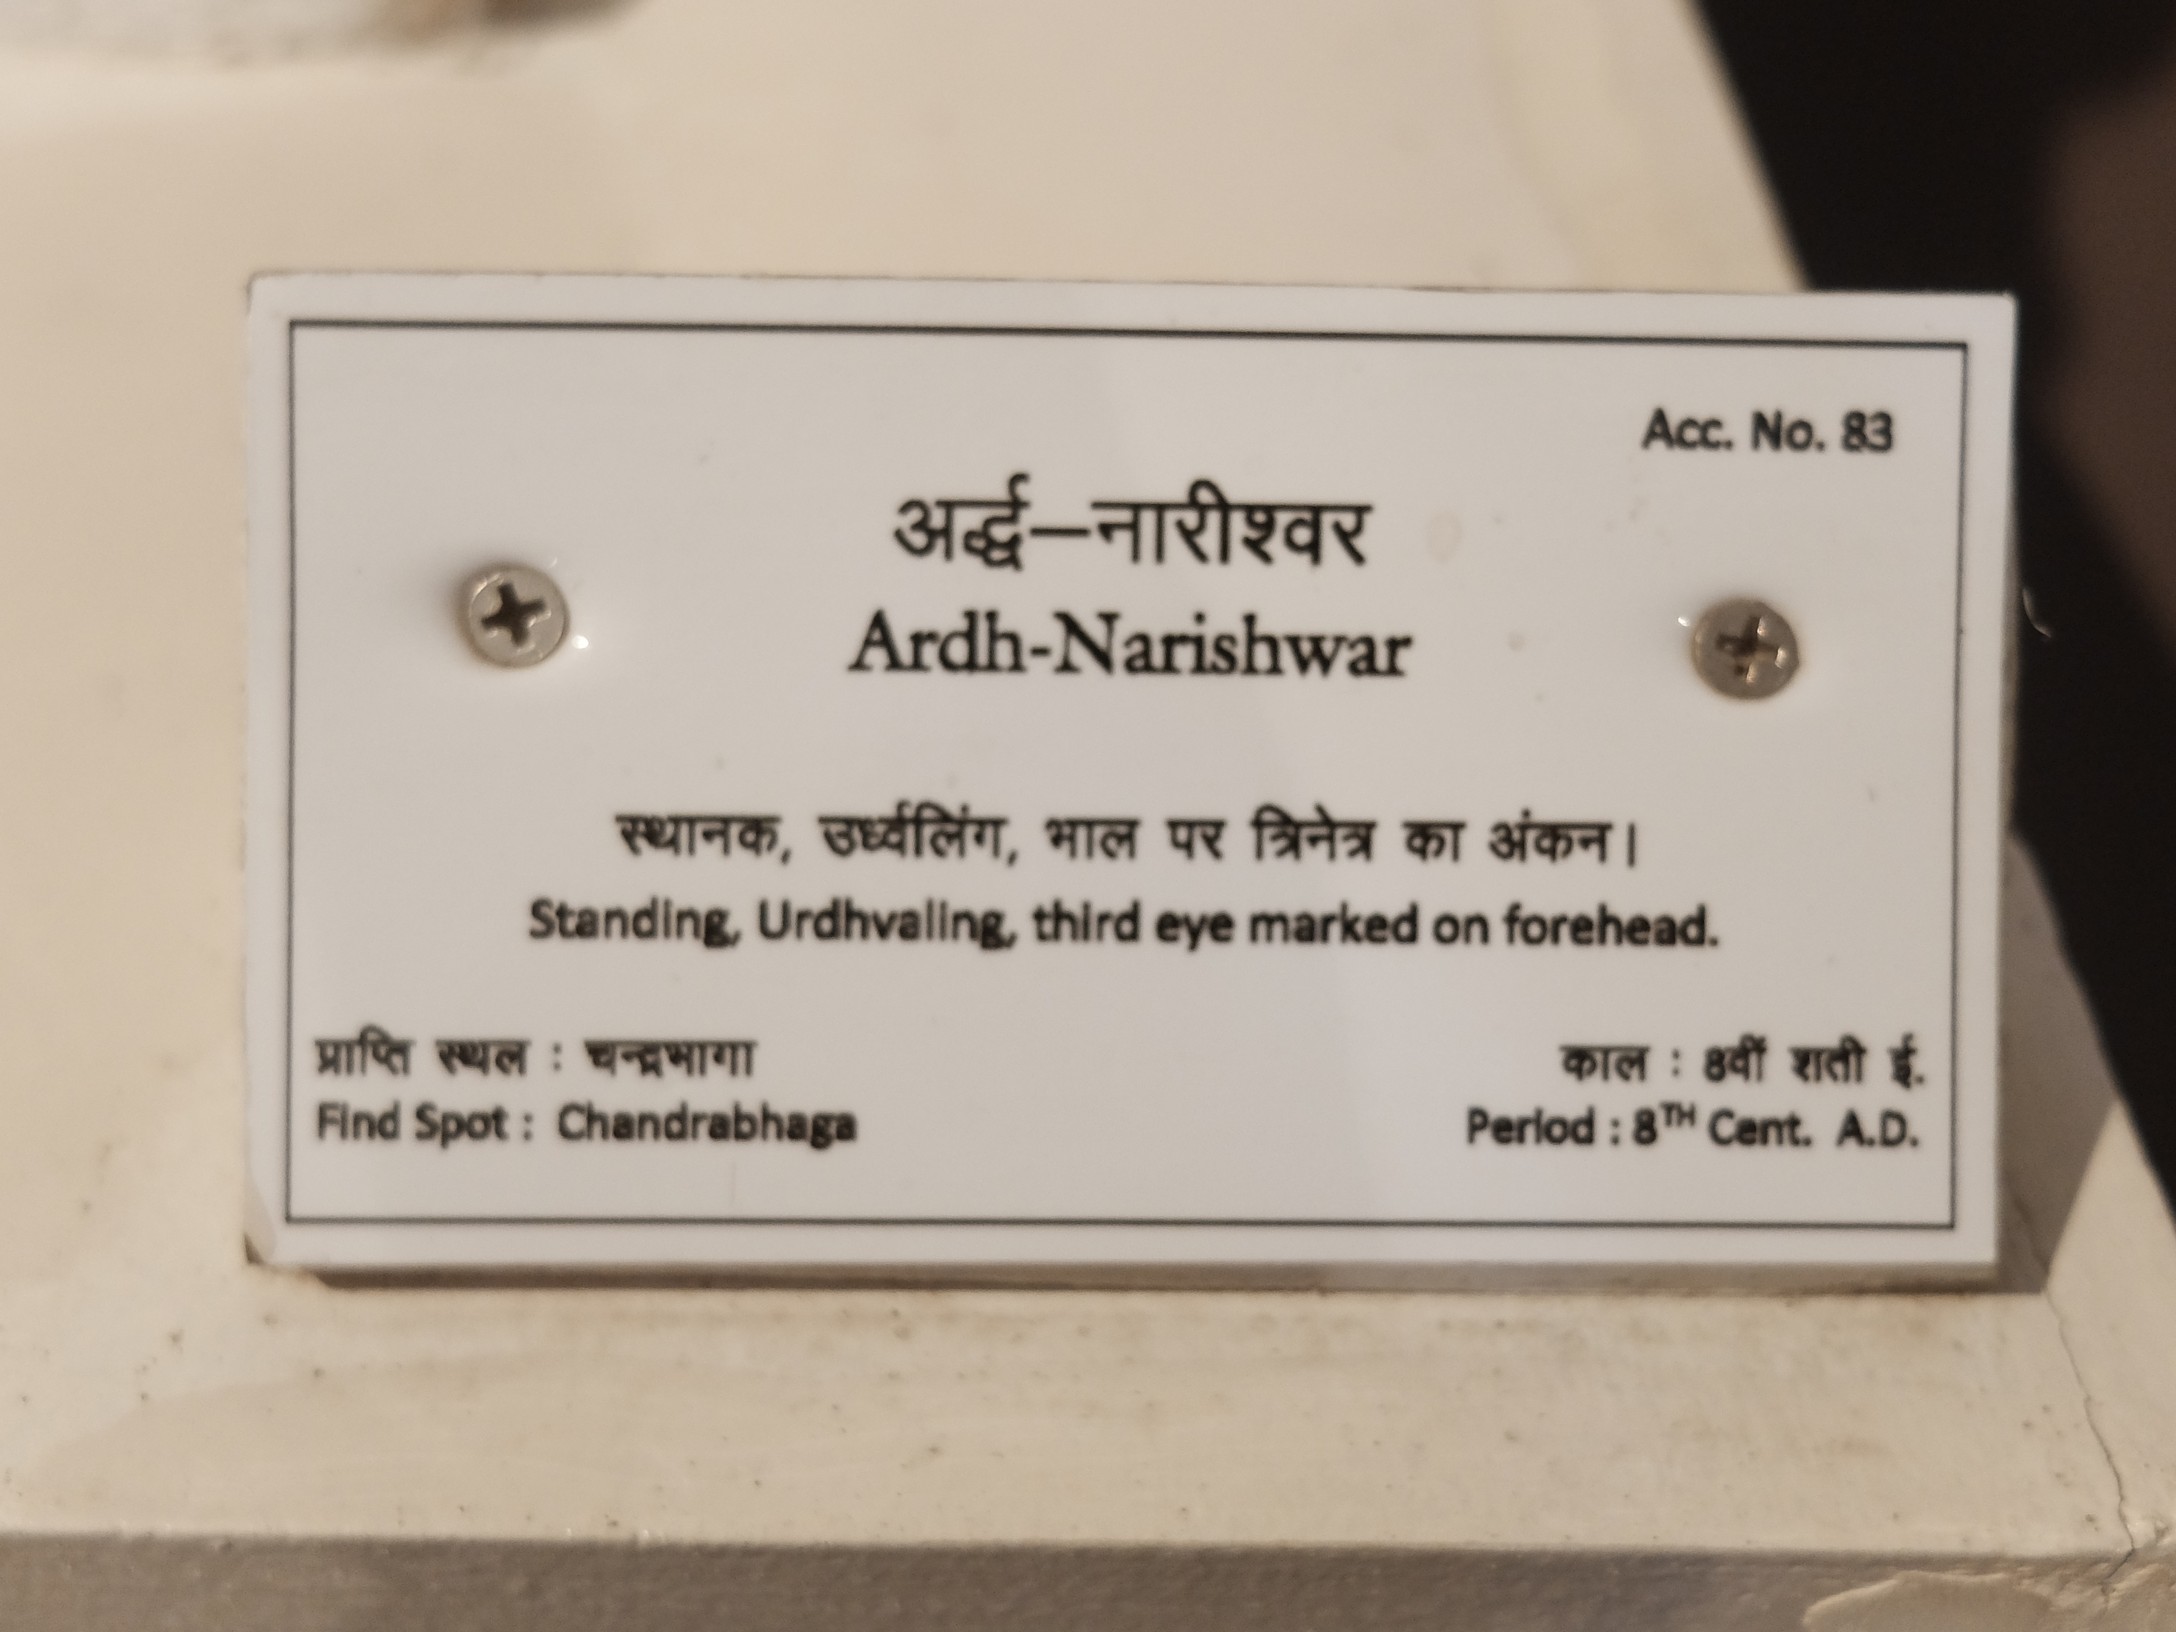 Acc. No. 83
अर्द्ध–नारीश्वर
Ardh-Narishwar
स्थानक, उर्ध्वलिंग, भाल पर त्रिनेत्र का अंकन।
Standing, Urdhvaling, third eye marked on forehead.
प्राप्ति स्थल : चन्द्रभागा
Find Spot : Chandrabhaga
काल : 8वीं शती ई.
Period : 8TH Cent. A.D.